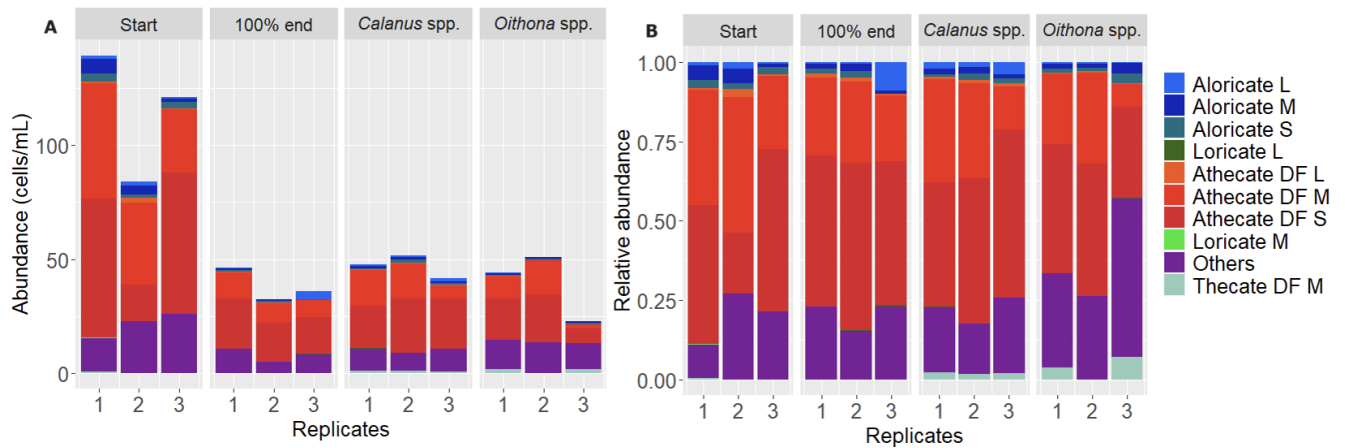 A
Start
100% end
Calanus spp.
Oithona spp.
Abundance (cells/mL)
100
50
0
1 2 3
1 2 3
1 2 3
1 2 3
Replicates
B
Start
100% end
Calanus spp.
Oithona spp.
Relative abundance
1.00
0.75
0.50
0.25
0.00
1 2 3
1 2 3
1 2 3
1 2 3
Replicates
Aloricate L
Aloricate M
Aloricate S
Loricate L
Athecate DF L
Athecate DF M
Athecate DF S
Loricate M
Others
Thecate DF M